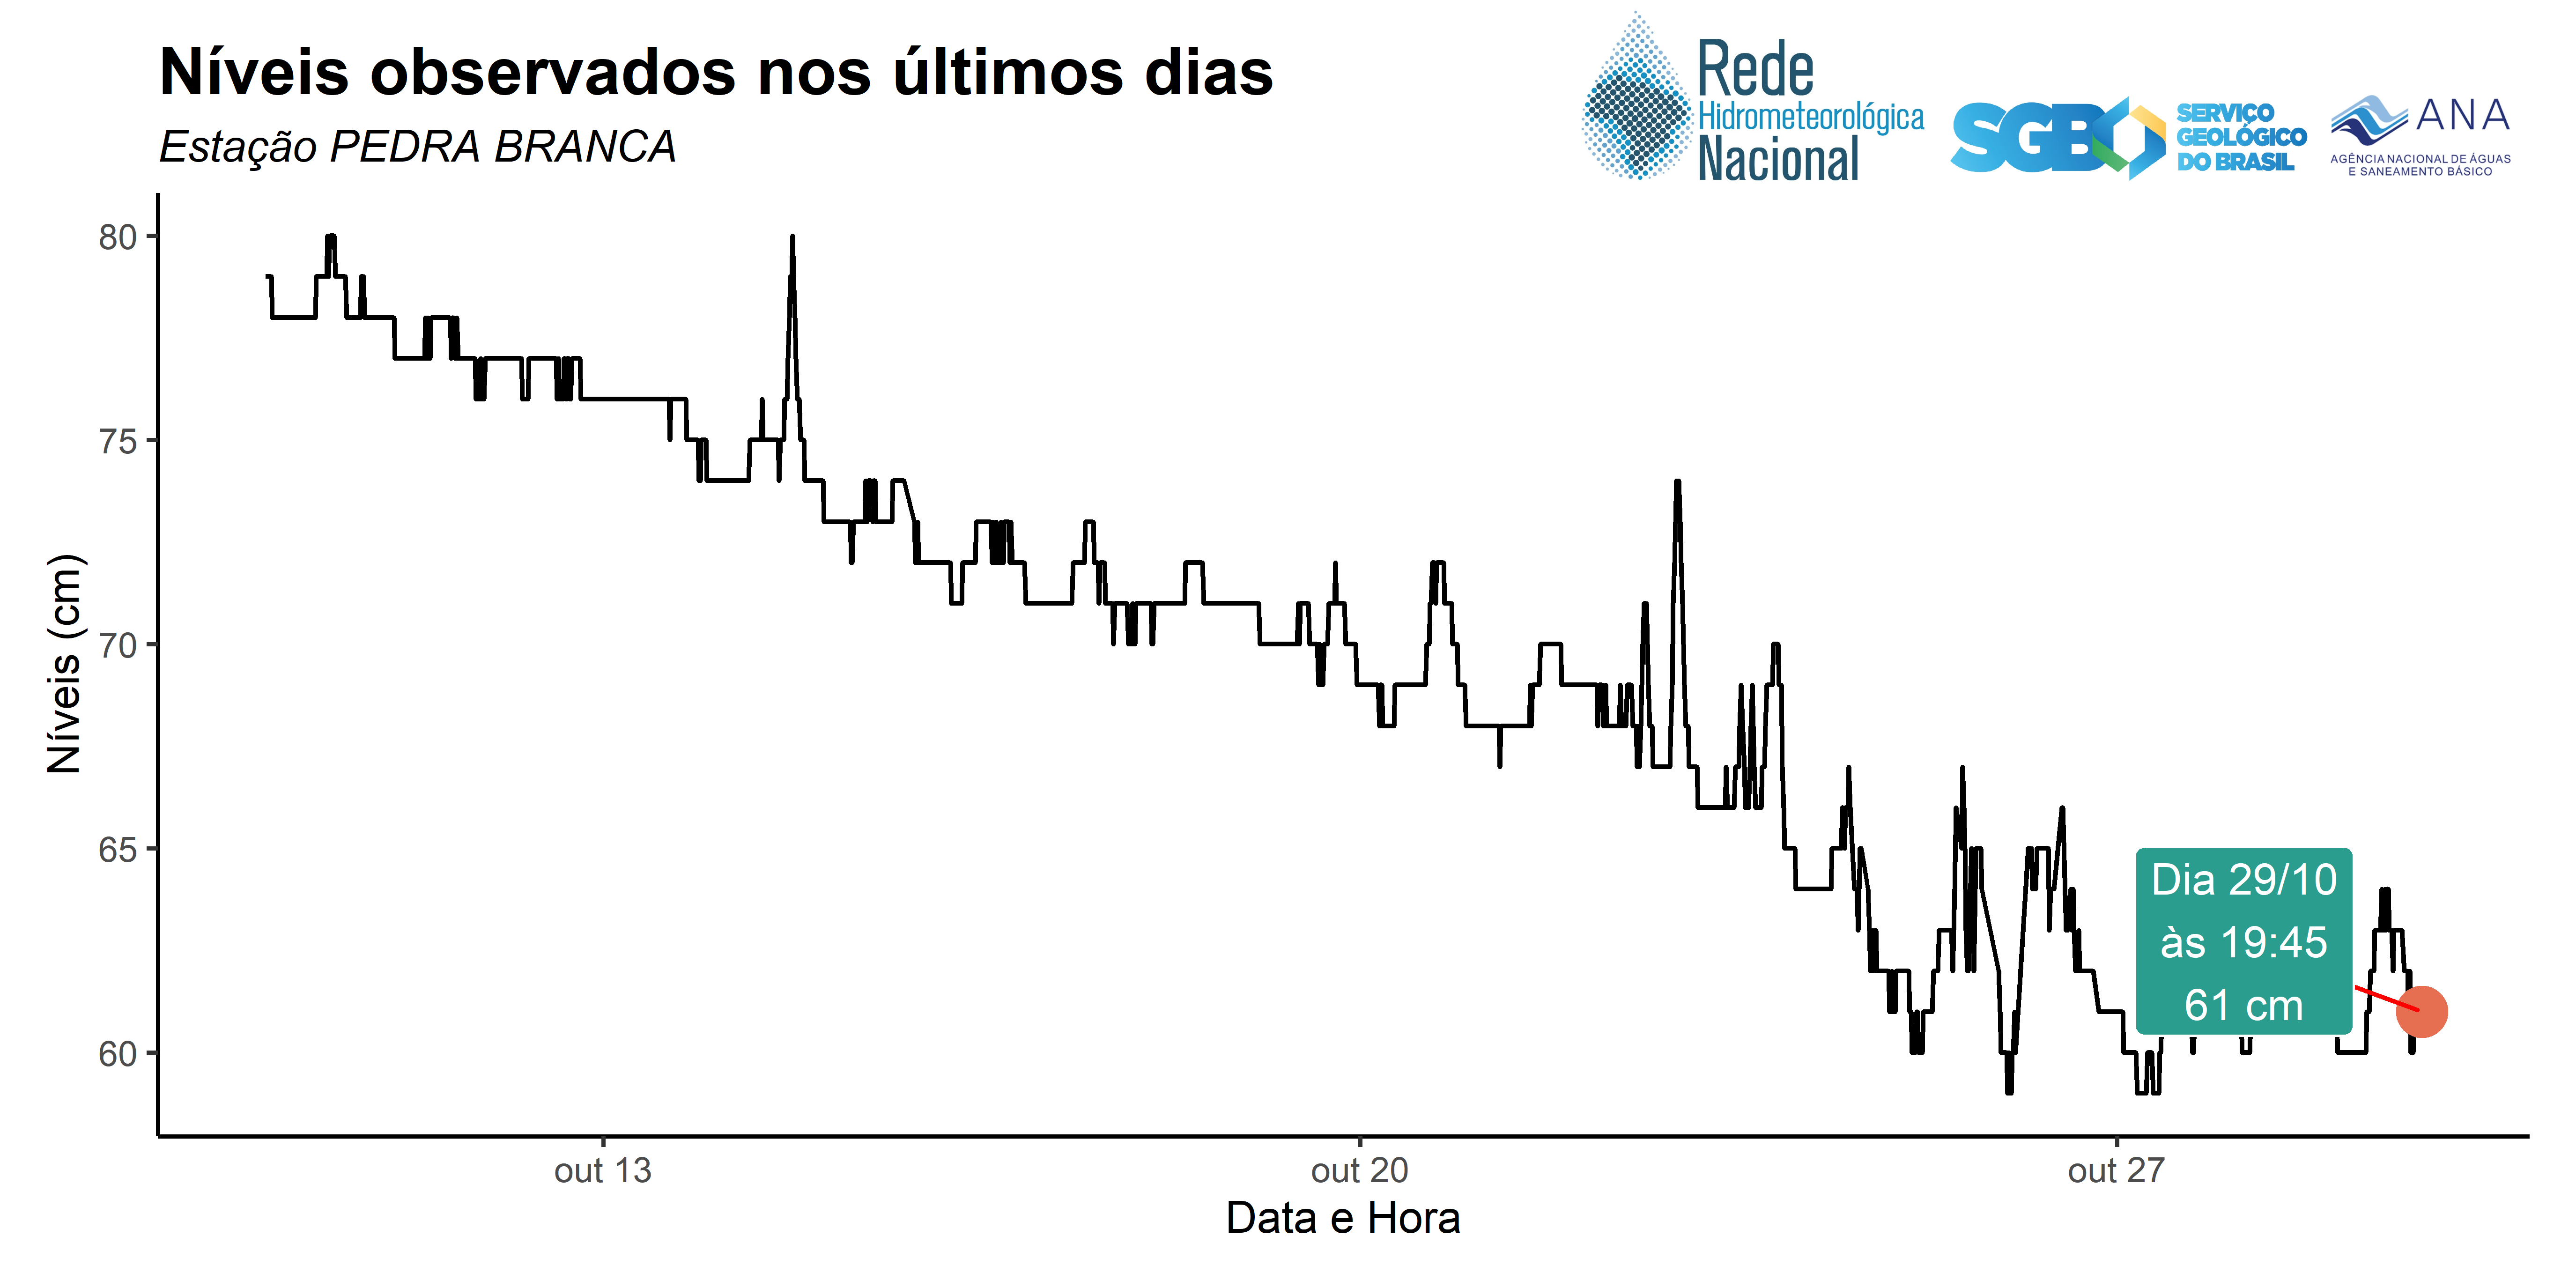 Níveis observados nos últimos dias
Estação PEDRA BRANCA
Rede
Hidrometeorológica
Nacional
SGB
SERVIÇO
GEOLÓGICO
DO BRASIL
ANA
AGÊNCIA NACIONAL DE ÁGUAS
E SANEAMENTO BÁSICO
Níveis (cm)
80
75
70
65
60
Dia 29/10
às 19:45
61 cm
out 13
out 20
out 27
Data e Hora